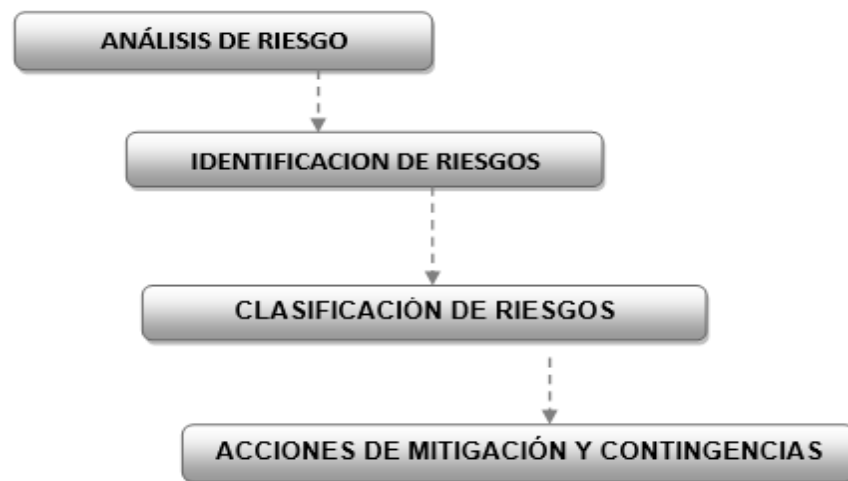 ANÁLISIS DE RIESGO
IDENTIFICACION DE RIESGOS
CLASIFICACIÓN DE RIESGOS
ACCIONES DE MITIGACIÓN Y CONTINGENCIAS